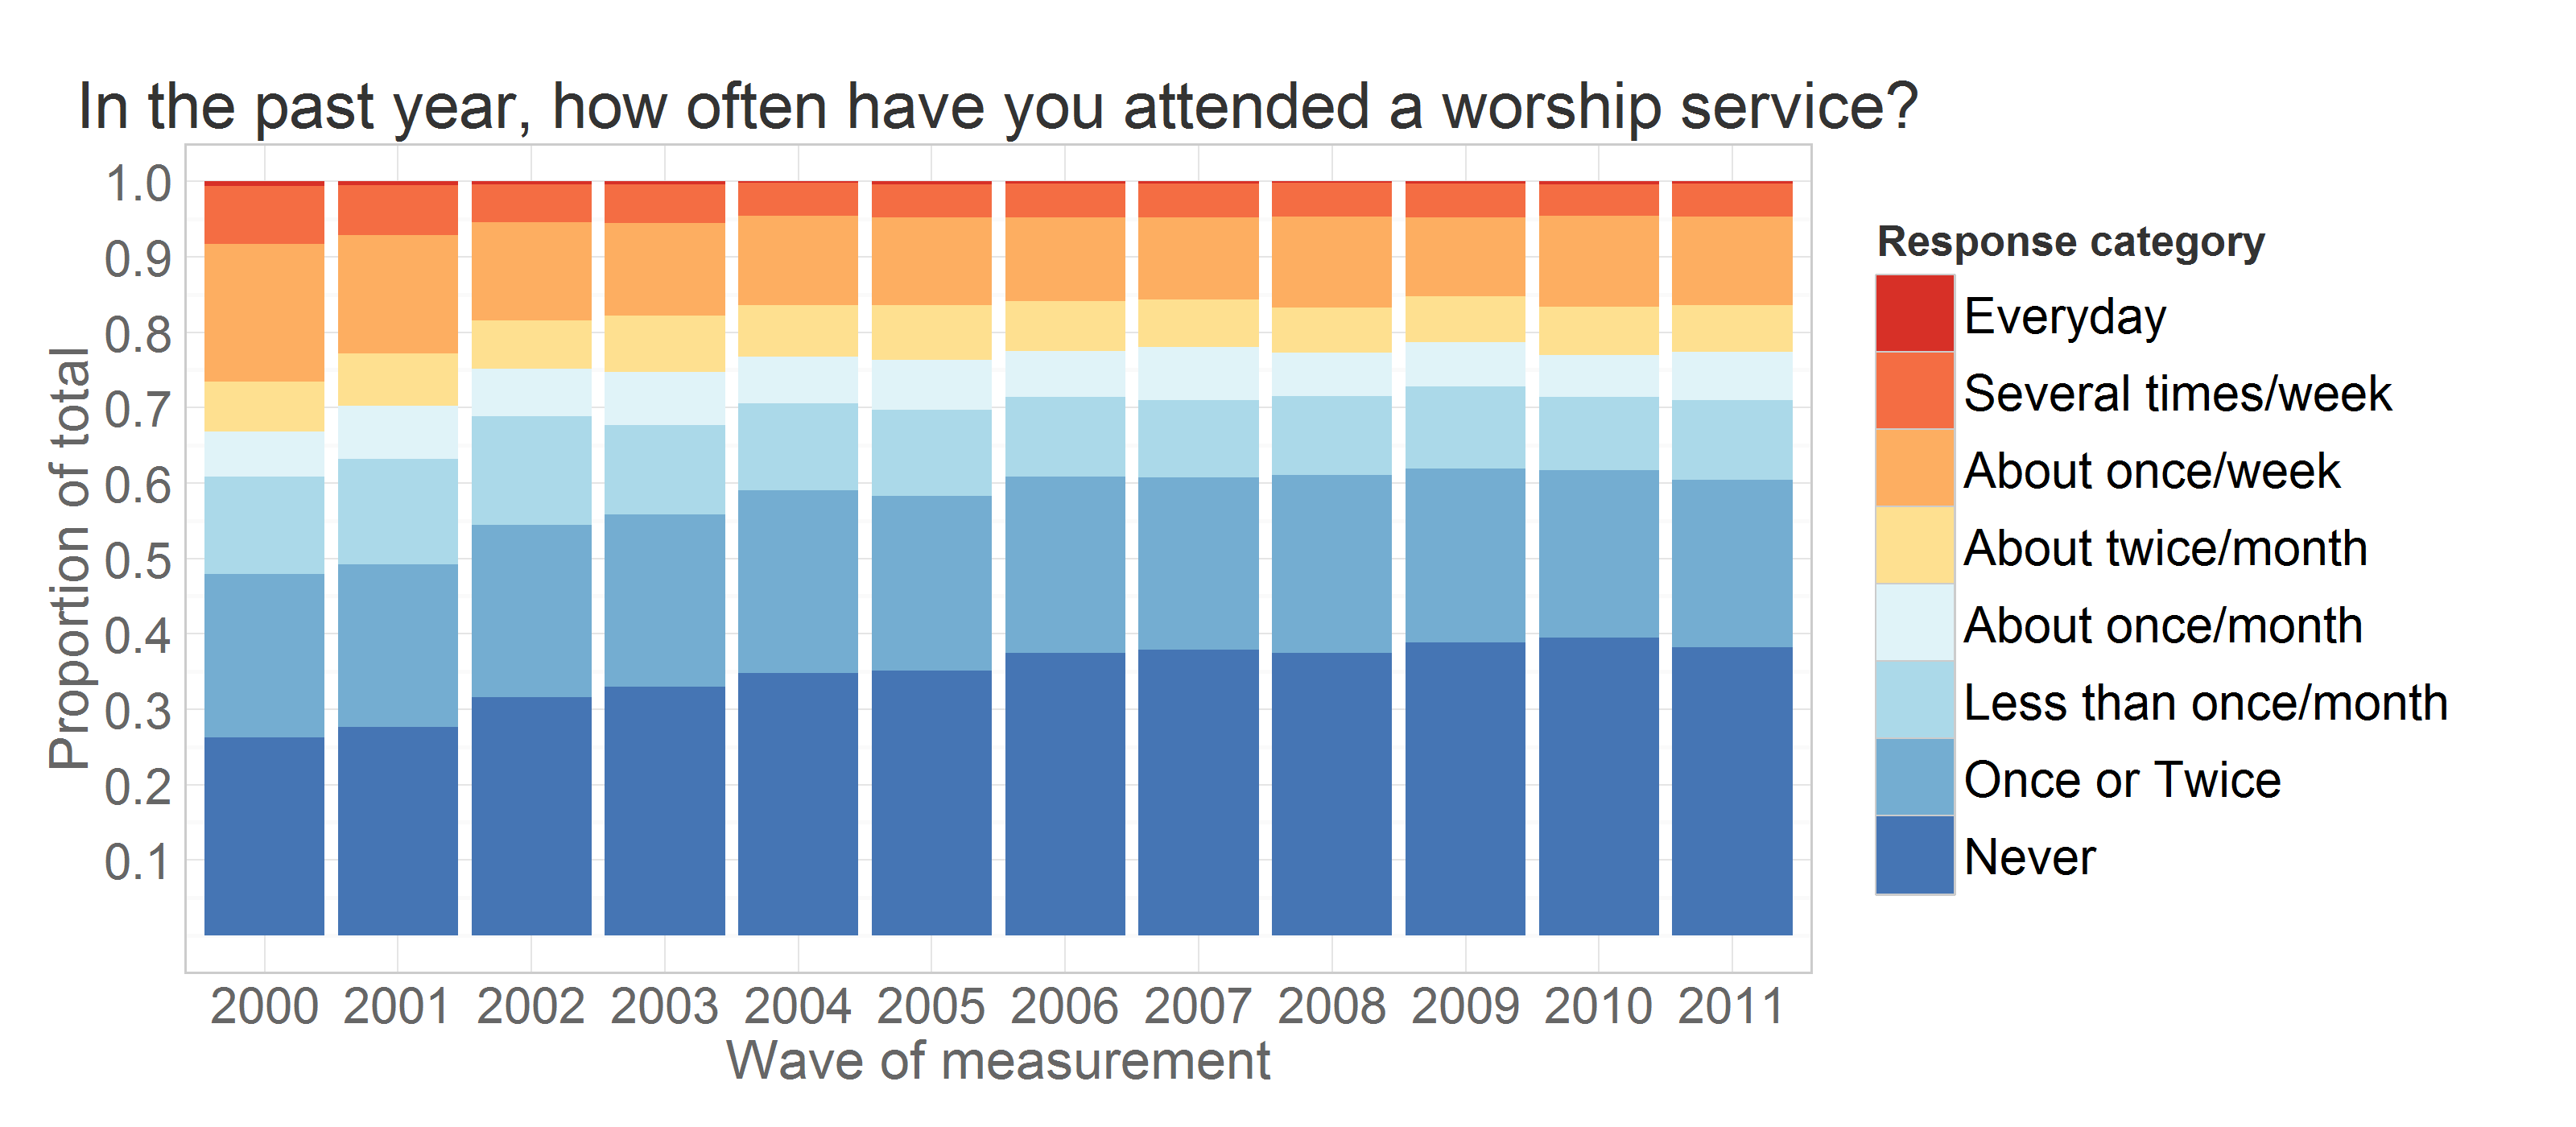 In the past year, how often have you attended a worship service?
Proportion of total
1.0
0.9
0.8
0.7
0.6
0.5
0.4
0.3
0.2
0.1
2000 2001 2002 2003 2004 2005 2006 2007 2008 2009 2010 2011
Wave of measurement
Response category
Everyday
Several times/week
About once/week
About twice/month
About once/month
Less than once/month
Once or Twice
Never